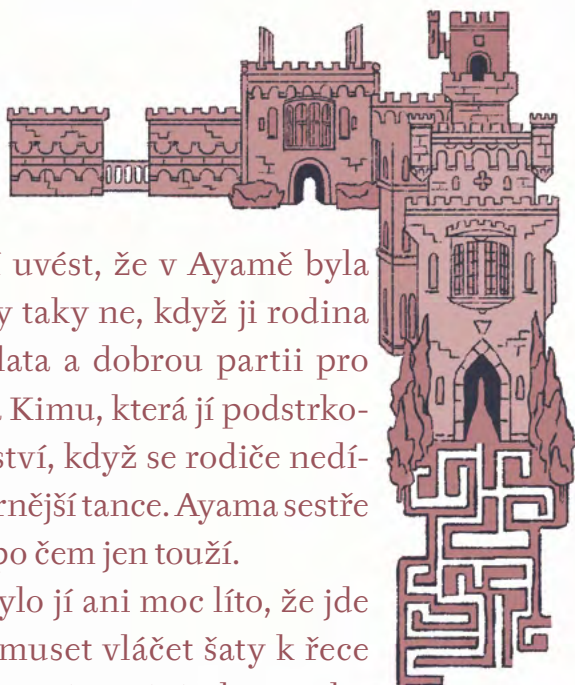 uvést, že v Ayamě byla
y taky ne, když ji rodina
lata a dobrou partii pro
Kimu, která jí podstrko-
ství, když se rodiče nedí-
rnější tance. Ayama sestře
po čem jen touží.
ylo jí ani moc líto, že jde
muset vláčet šaty k řece